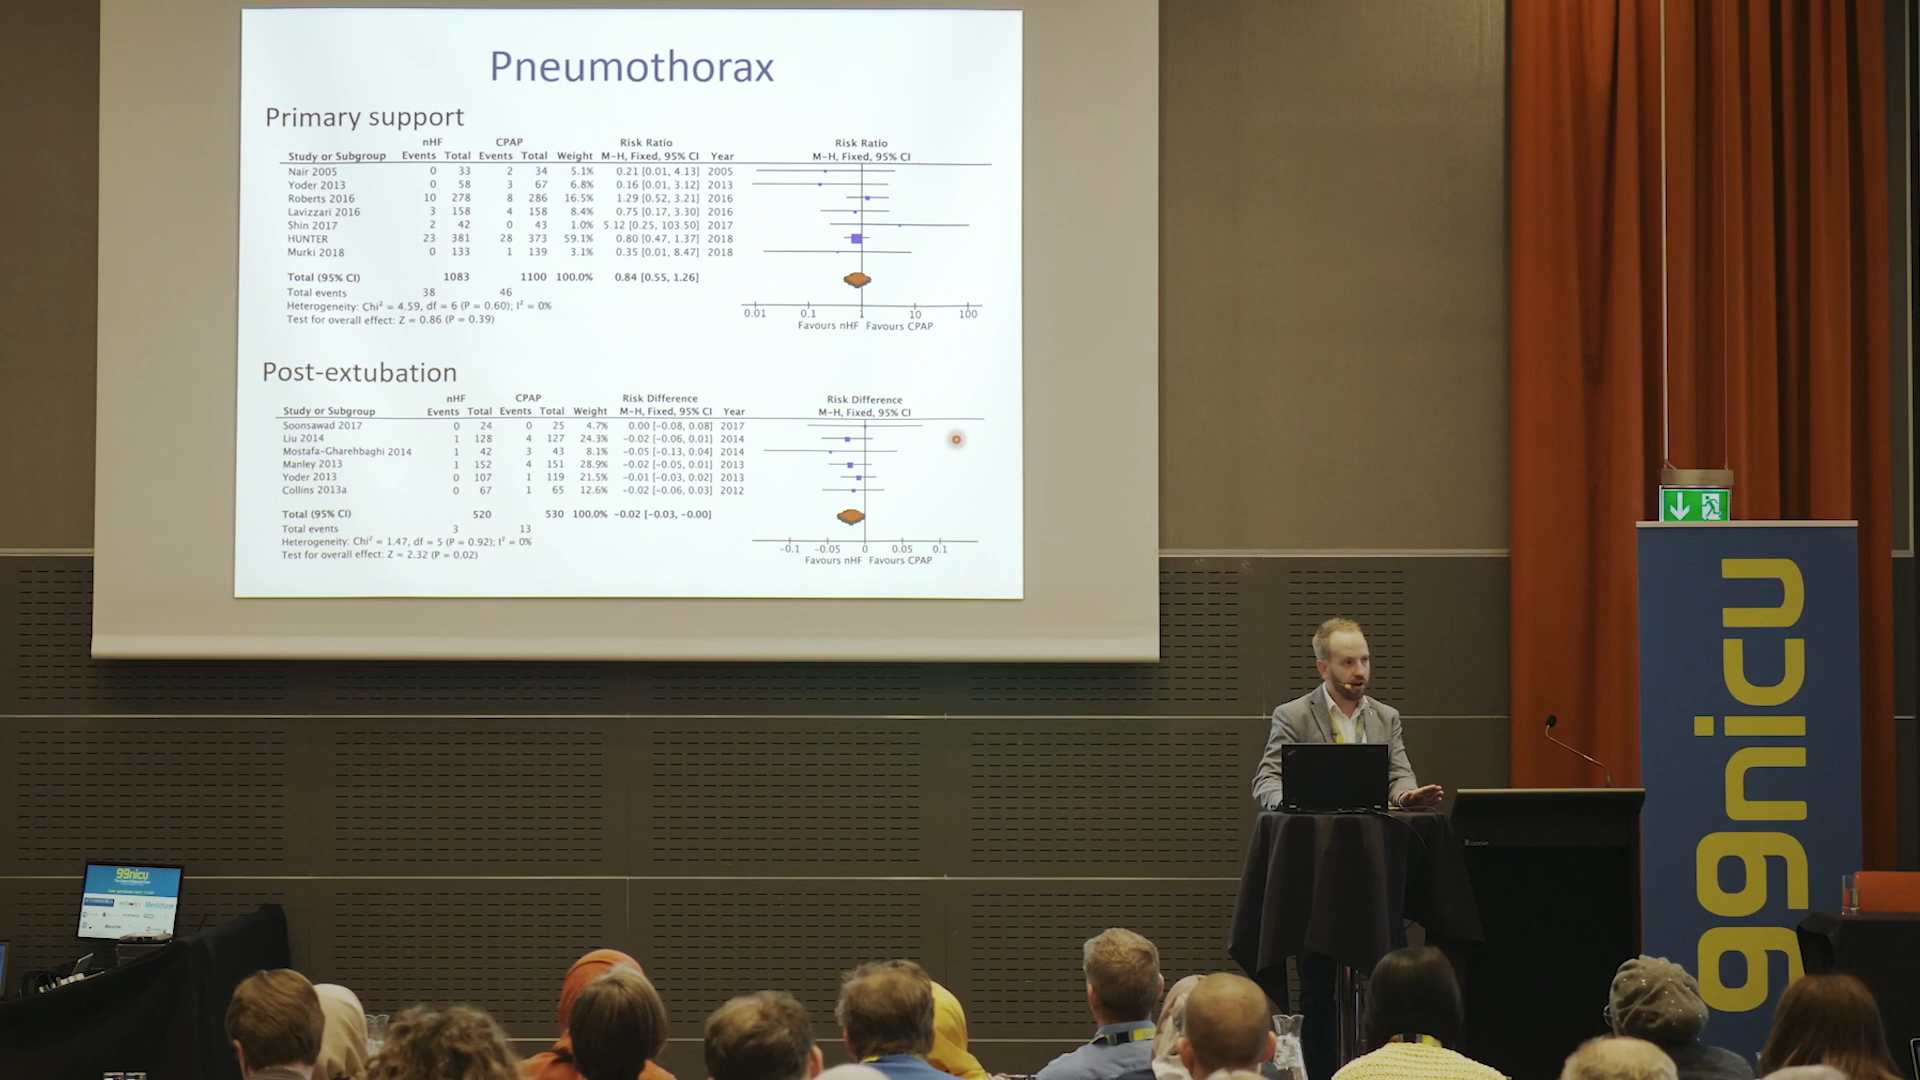 Pneumothorax
Primary support
nHF CPAP Risk Ratio Risk Ratio
Study or Subgroup Events Total Events Total Weight M-H, Fixed, 95% CI Year M-H, Fixed, 95% CI
Nair 2005 0 33 2 34 5.1% 0.21 [0.01, 4.13] 2005
Yoder 2013 0 58 3 67 6.8% 0.16 [0.01, 3.12] 2013
Roberts 2016 10 278 8 286 16.5% 1.29 [0.52, 3.21] 2016
Lavizzari 2016 3 158 4 158 8.4% 0.75 [0.17, 3.30] 2016
Shin 2017 2 42 0 43 1.0% 5.12 [0.25, 103.50] 2017
HUNTER 23 381 28 373 59.1% 0.80 [0.47, 1.37] 2018
Murki 2018 0 133 1 139 3.1% 0.35 [0.01, 8.47] 2018
Total (95% CI) 1083 1100 100.0% 0.84 [0.55, 1.26]
Total events 38 46
Heterogeneity: Chi² = 4.59, df = 6 (P = 0.60); I² = 0%
Test for overall effect: Z = 0.86 (P = 0.39)
0.01 0.1 1 10 100
Favours nHF Favours CPAP
Post-extubation
nHF CPAP Risk Difference Risk Difference
Study or Subgroup Events Total Events Total Weight M-H, Fixed, 95% CI Year M-H, Fixed, 95% CI
Soonsawad 2017 0 24 0 25 4.7% 0.00 [-0.08, 0.08] 2017
Liu 2014 1 128 4 127 24.3% -0.02 [-0.06, 0.01] 2014
Mostafa-Gharehbaghi 2014 1 42 3 43 8.1% -0.05 [-0.13, 0.04] 2014
Manley 2013 1 152 4 151 28.9% -0.02 [-0.05, 0.01] 2013
Yoder 2013 0 107 1 119 21.5% -0.01 [-0.03, 0.02] 2013
Collins 2013a 0 67 1 65 12.6% -0.02 [-0.06, 0.03] 2012
Total (95% CI) 520 530 100.0% -0.02 [-0.03, -0.00]
Total events 3 13
Heterogeneity: Chi² = 1.47, df = 5 (P = 0.92); I² = 0%
Test for overall effect: Z = 2.32 (P = 0.02)
-0.1 -0.05 0 0.05 0.1
Favours nHF Favours CPAP
99nicu
99nicu